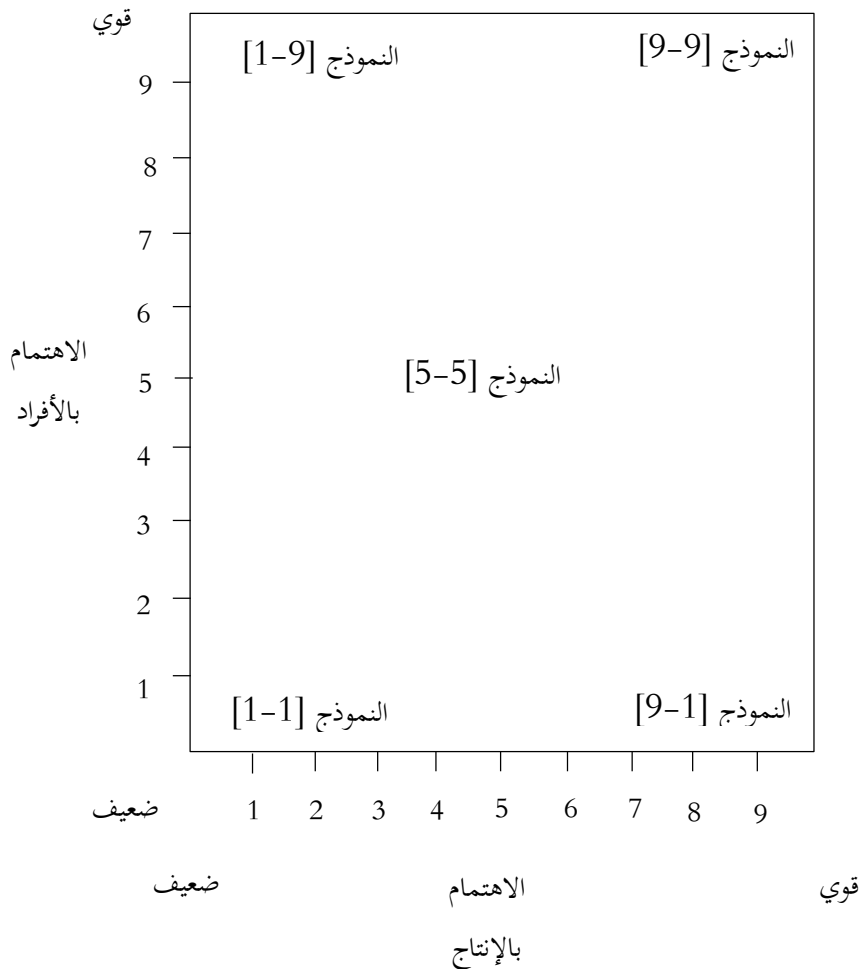 قوي
النموذج [1-9]
النموذج [9-9]
9
8
7
6
الاهتمام
بالأفراد
5
النموذج [5-5]
4
3
2
1
النموذج [1-1]
النموذج [9-1]
ضعيف 1 2 3 4 5 6 7 8 9
ضعيف
الاهتمام
بالإنتاج
قوي